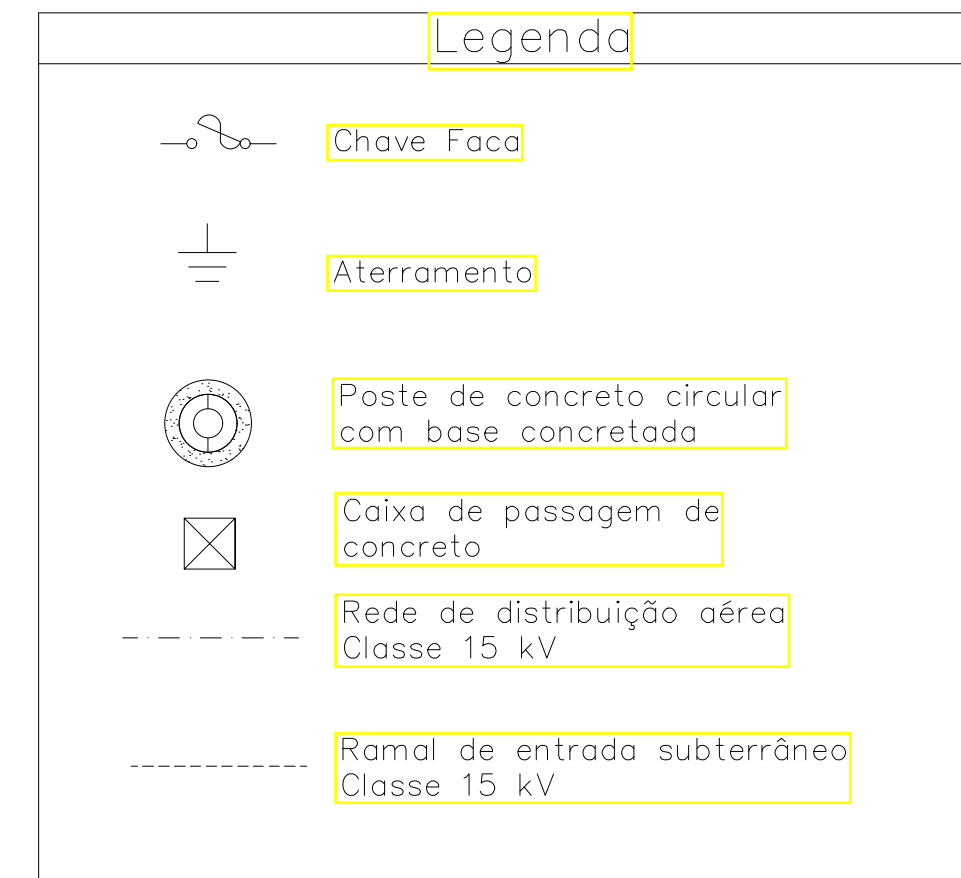 Legenda
Chave Faca
Aterramento
Poste de concreto circular
com base concretada
Caixa de passagem de
concreto
Rede de distribuição aérea
Classe 15 kV
Ramal de entrada subterrâneo
Classe 15 kV